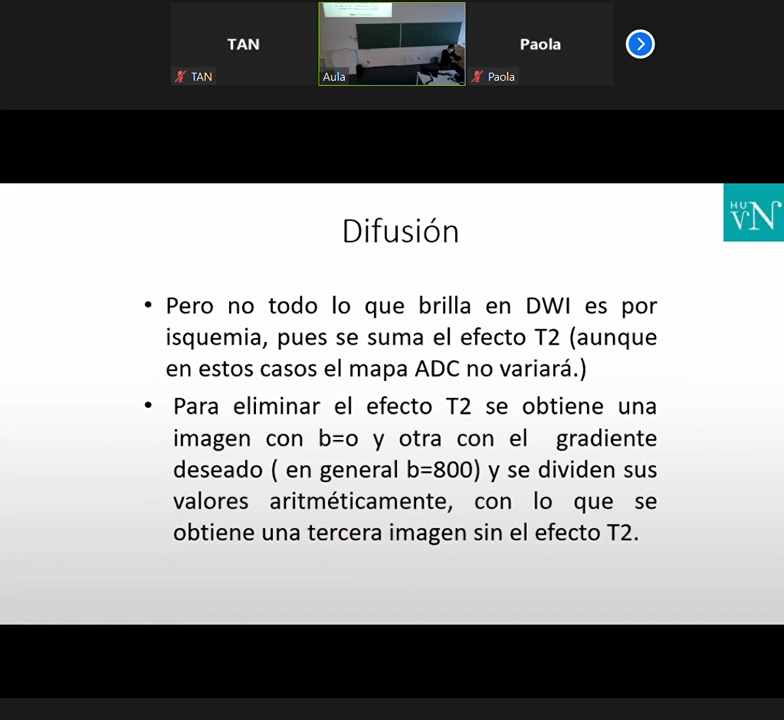 TAN
Paola
TAN
Aula
Paola
HU
VN
Difusión
• Pero no todo lo que brilla en DWI es por
isquemia, pues se suma el efecto T2 (aunque
en estos casos el mapa ADC no variará.)
• Para eliminar el efecto T2 se obtiene una
imagen con b=o y otra con el gradiente
deseado ( en general b=800) y se dividen sus
valores aritméticamente, con lo que se
obtiene una tercera imagen sin el efecto T2.